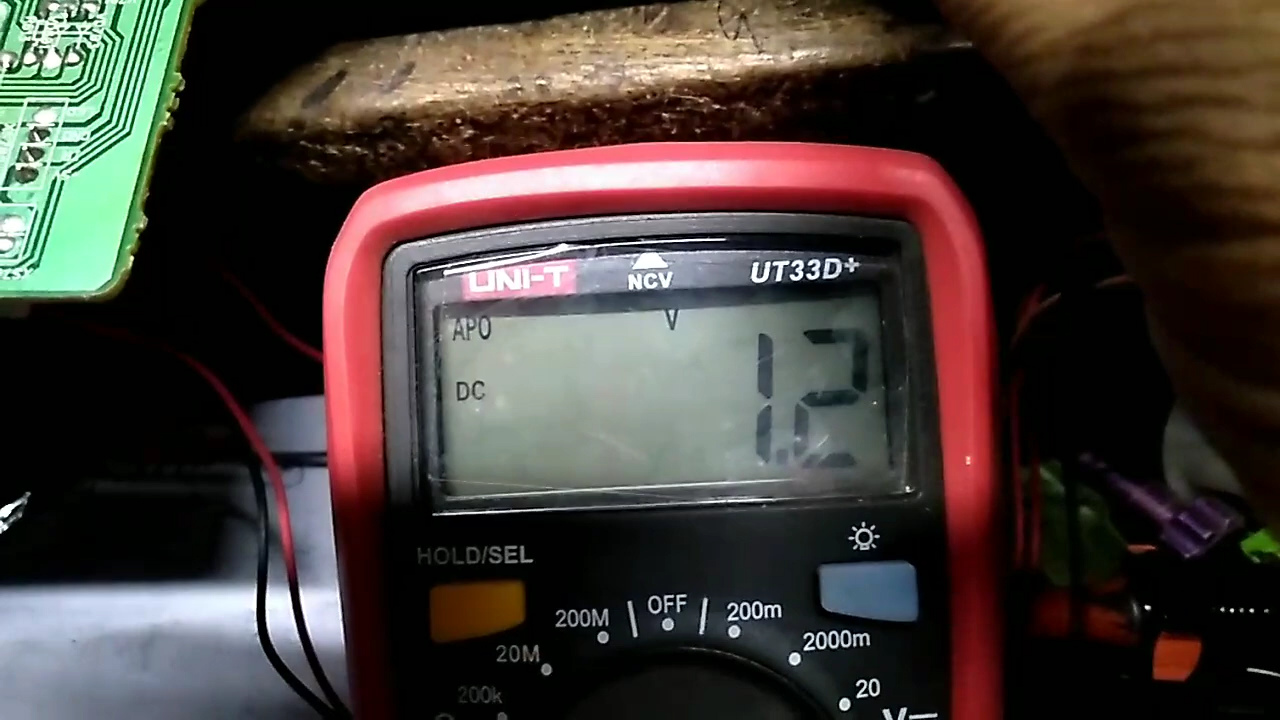 UNI-T NCV UT33D+
APO V
1.2
DC
HOLD/SEL
200M OFF 200m
20M 2000m
200k 20
V